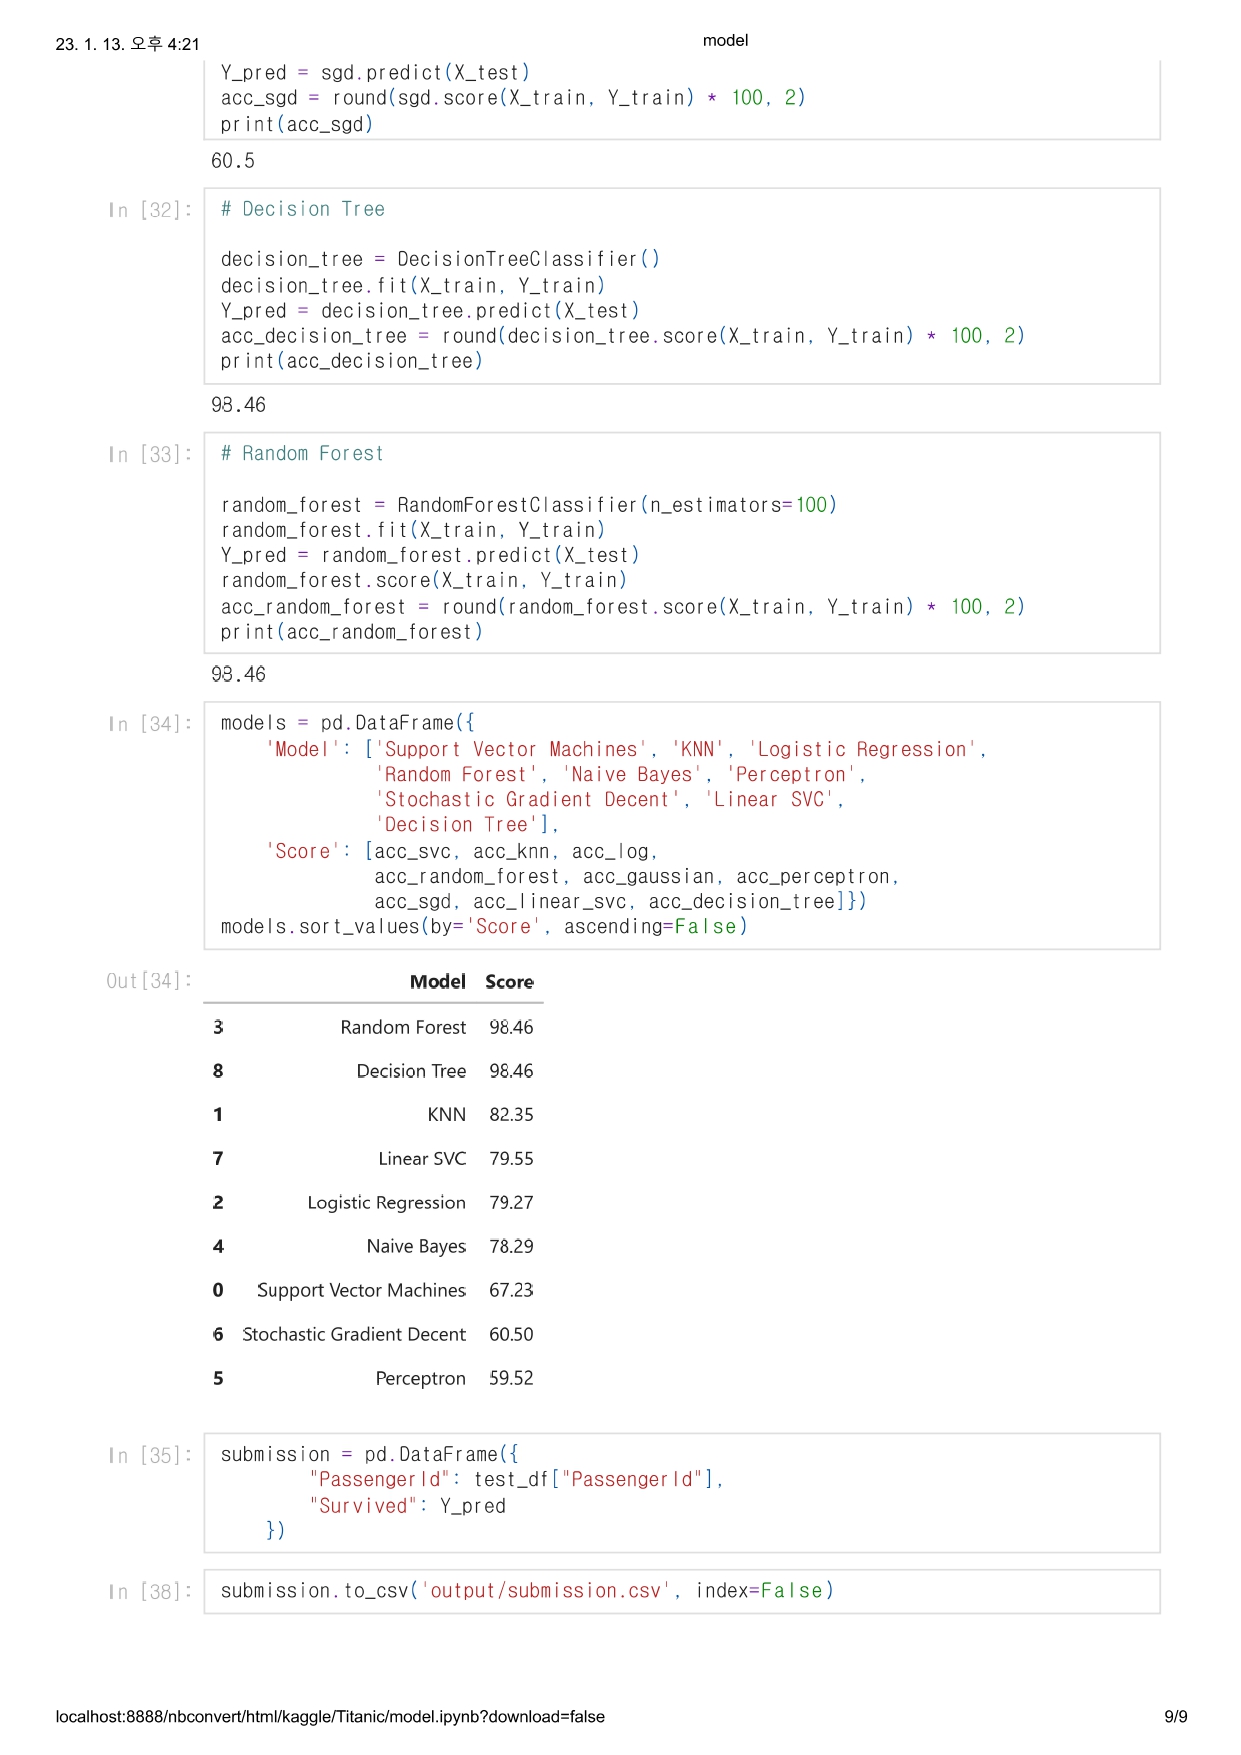 23. 1. 13. 오후 4:21
model
Y_pred = sgd.predict(X_test)
acc_sgd = round(sgd.score(X_train, Y_train) * 100, 2)
print(acc_sgd)
60.5
In [32]:
# Decision Tree
decision_tree = DecisionTreeClassifier()
decision_tree.fit(X_train, Y_train)
Y_pred = decision_tree.predict(X_test)
acc_decision_tree = round(decision_tree.score(X_train, Y_train) * 100, 2)
print(acc_decision_tree)
98.46
In [33]:
# Random Forest
random_forest = RandomForestClassifier(n_estimators=100)
random_forest.fit(X_train, Y_train)
Y_pred = random_forest.predict(X_test)
random_forest.score(X_train, Y_train)
acc_random_forest = round(random_forest.score(X_train, Y_train) * 100, 2)
print(acc_random_forest)
98.46
In [34]:
models = pd.DataFrame({
    'Model': ['Support Vector Machines', 'KNN', 'Logistic Regression',
              'Random Forest', 'Naive Bayes', 'Perceptron',
              'Stochastic Gradient Decent', 'Linear SVC',
              'Decision Tree'],
    'Score': [acc_svc, acc_knn, acc_log,
              acc_random_forest, acc_gaussian, acc_perceptron,
              acc_sgd, acc_linear_svc, acc_decision_tree]})
models.sort_values(by='Score', ascending=False)
Out[34]:
Model Score
3 Random Forest 98.46
8 Decision Tree 98.46
1 KNN 82.35
7 Linear SVC 79.55
2 Logistic Regression 79.27
4 Naive Bayes 78.29
0 Support Vector Machines 67.23
6 Stochastic Gradient Decent 60.50
5 Perceptron 59.52
In [35]:
submission = pd.DataFrame({
        "PassengerId": test_df["PassengerId"],
        "Survived": Y_pred
    })
In [38]:
submission.to_csv('output/submission.csv', index=False)
localhost:8888/nbconvert/html/kaggle/Titanic/model.ipynb?download=false
9/9